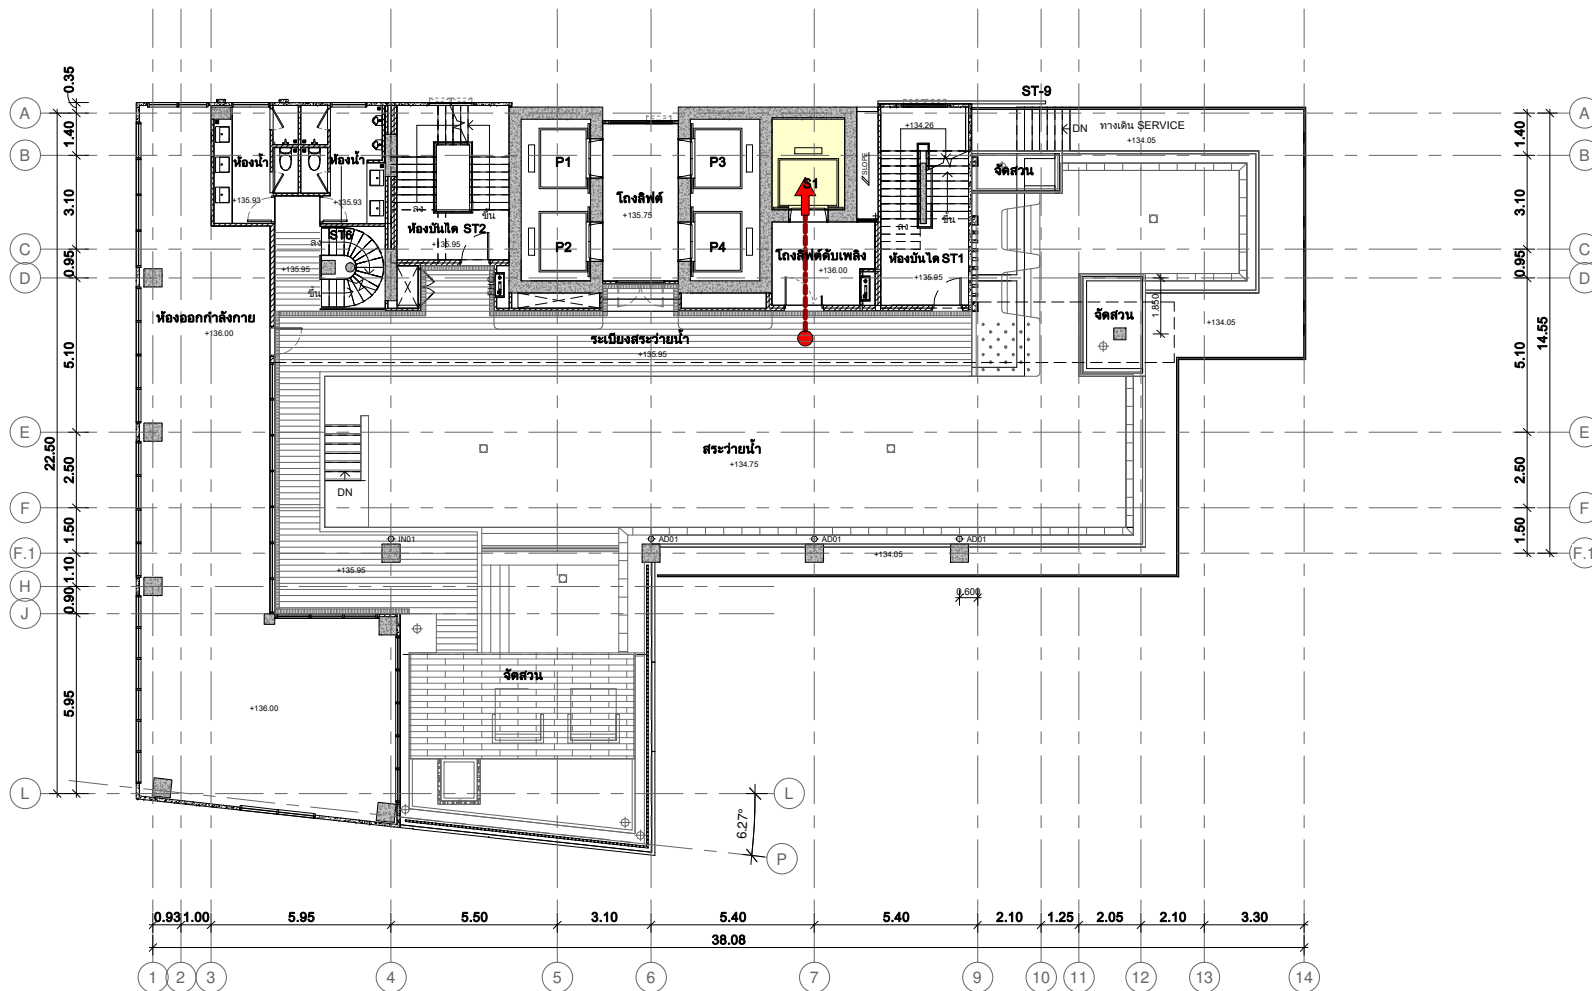 ST-9
A
0.35
1.40
B
3.10
C
0.95
D
5.10
E
22.50
2.50
F
1.50
F.1
1.10
H
0.90
J
5.95
L
ห้องน้ำ
ห้องน้ำ
+135.93
+135.93
ST6
ลง
+135.95
ขึ้น
ห้องออกกำลังกาย
+136.00
ลง
ขึ้น
ห้องบันได ST2
+135.95
P1
P2
โถงลิฟต์
+135.75
P3
P4
S1
SLOPE
โถงลิฟต์ดับเพลิง
+136.00
+134.26
ลง
ขึ้น
ห้องบันได ST1
+135.95
DN
ทางเดิน SERVICE
+134.05
จัดสวน
จัดสวน
1.850
+134.05
ระเบียงสระว่ายน้ำ
+135.95
สระว่ายน้ำ
+134.75
DN
IN01
AD01
AD01
AD01
+134.05
+135.95
0.600
จัดสวน
+136.00
L
6.27°
P
A
1.40
B
3.10
C
0.95
D
14.55
5.10
E
2.50
F
1.50
F.1
0.93
1.00
5.95
5.50
3.10
5.40
5.40
2.10
1.25
2.05
2.10
3.30
38.08
1
2
3
4
5
6
7
9
10
11
12
13
14